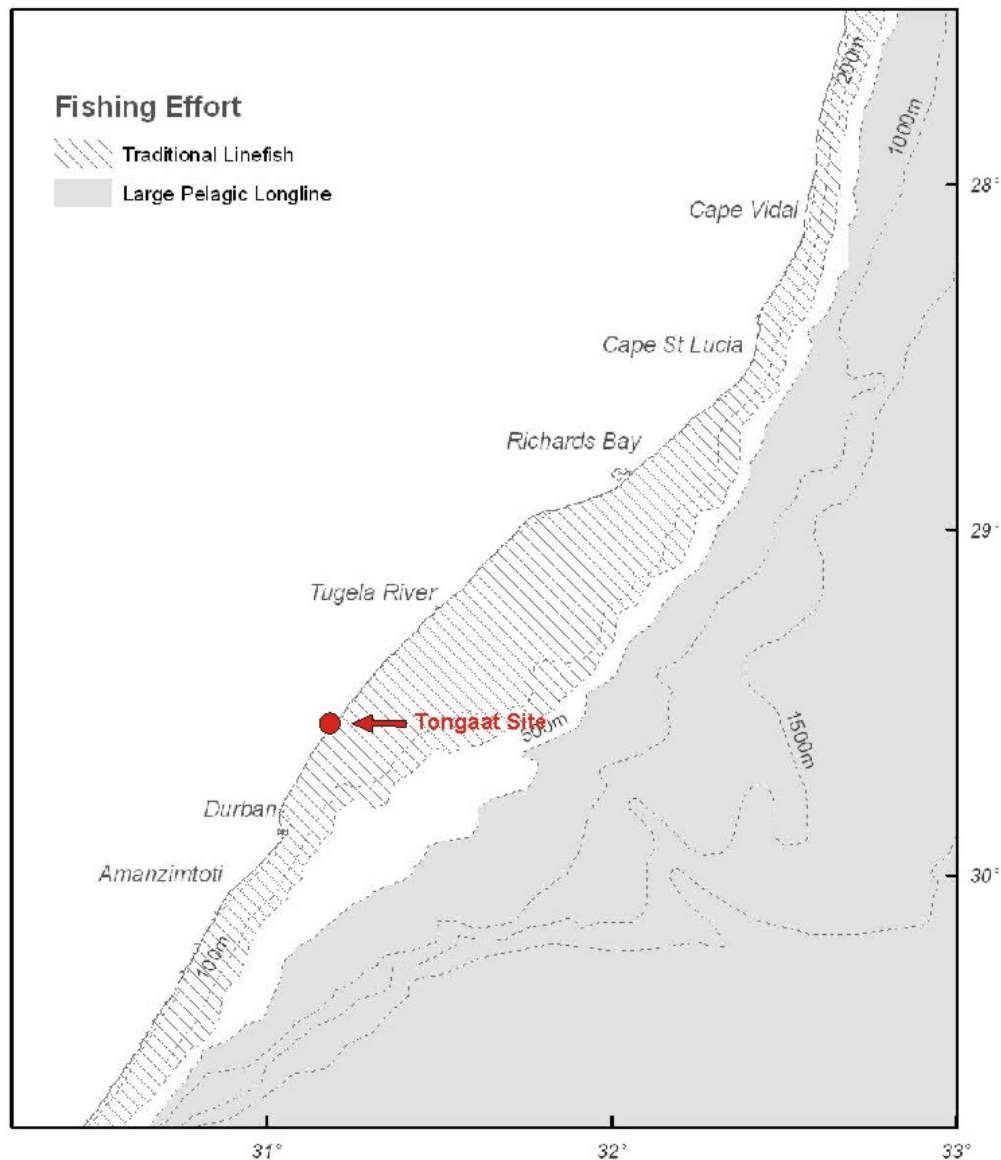 Fishing Effort
Traditional Linefish
Large Pelagic Longline
200m
1000m
28°
Cape Vidal
Cape St Lucia
Richards Bay
29°
Tugela River
Tongaat Site
500m
1500m
Durban
Amanzimtoti
30°
100m
31°
32°
33°